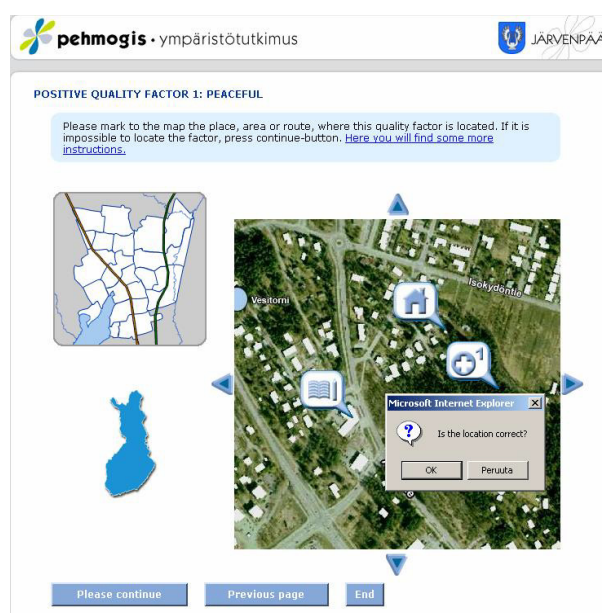 pehmogis · ympäristötutkimus
JÄRVENPÄÄ
POSITIVE QUALITY FACTOR 1: PEACEFUL
Please mark to the map the place, area or route, where this quality factor is located. If it is
impossible to locate the factor, press continue-button. Here you will find some more
instructions.
Isokydöntie
Vesitorni
1
Microsoft Internet Explorer
Is the location correct?
OK
Peruuta
Please continue
Previous page
End